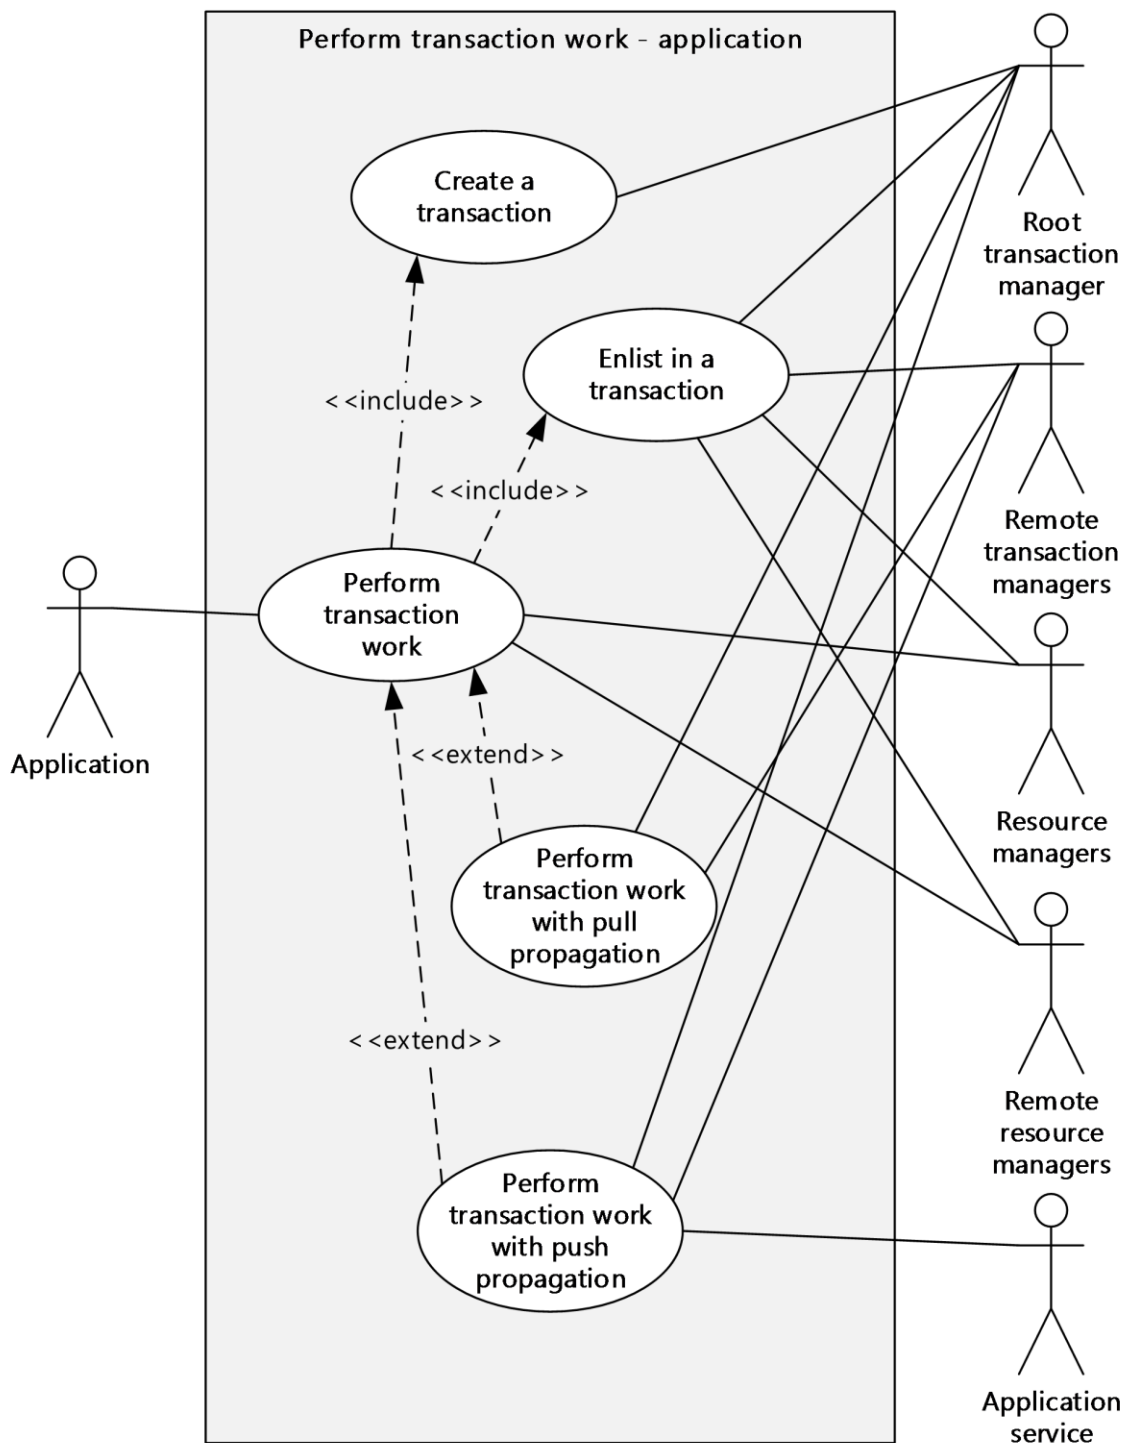 Perform transaction work - application
Create a
transaction
Root
transaction
manager
Enlist in a
transaction
<<include>>
<<include>>
Remote
transaction
managers
Perform
transaction
work
Application
<<extend>>
Resource
managers
Perform
transaction work
with pull
propagation
<<extend>>
Remote
resource
managers
Perform
transaction work
with push
propagation
Application
service